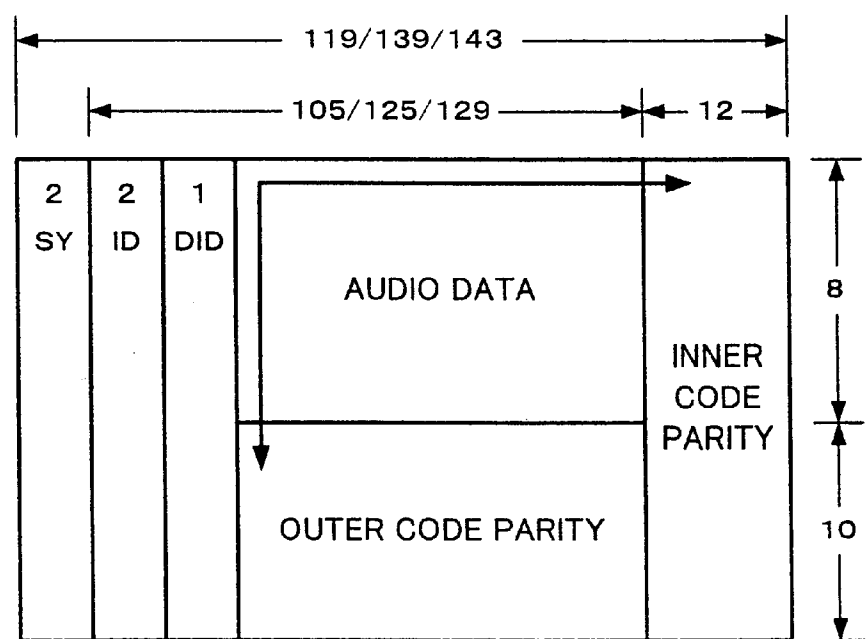 119/139/143
105/125/129
12
2
SY
2
ID
1
DID
AUDIO DATA
8
INNER
CODE
PARITY
OUTER CODE PARITY
10